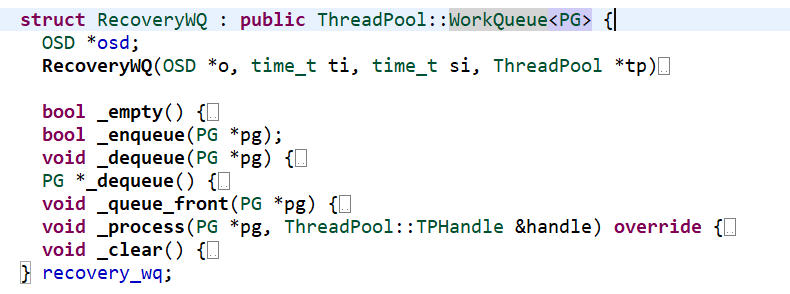 struct RecoveryWQ : public ThreadPool::WorkQueue<PG> {
OSD *osd;
RecoveryWQ(OSD *o, time_t ti, time_t si, ThreadPool *tp)
bool _empty() {
bool _enqueue(PG *pg);
void _dequeue(PG *pg) {
PG *_dequeue() {
void _queue_front(PG *pg) {
void _process(PG *pg, ThreadPool::TPHandle &handle) override {
void _clear() {
} recovery_wq;